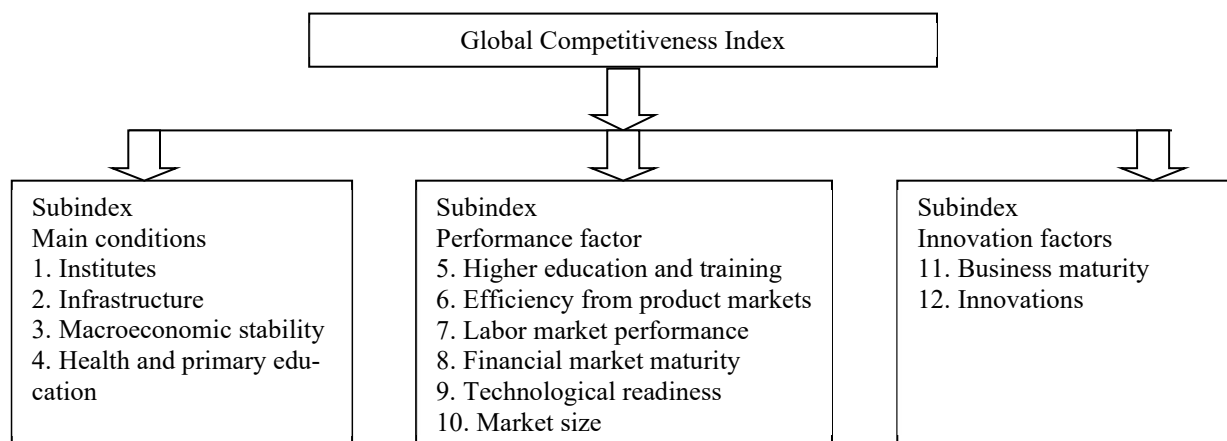 Global Competitiveness Index
Subindex
Main conditions
1. Institutes
2. Infrastructure
3. Macroeconomic stability
4. Health and primary edu-
cation
Subindex
Performance factor
5. Higher education and training
6. Efficiency from product markets
7. Labor market performance
8. Financial market maturity
9. Technological readiness
10. Market size
Subindex
Innovation factors
11. Business maturity
12. Innovations